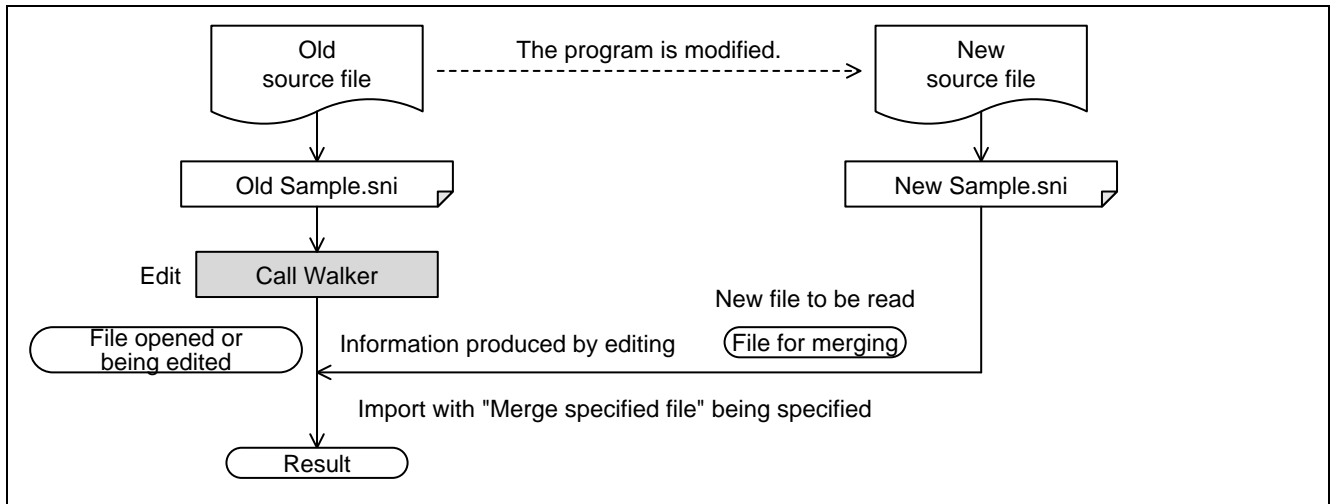 Old
source file
The program is modified.
New
source file
Old Sample.sni
New Sample.sni
Edit
Call Walker
New file to be read
File opened or
being edited
Information produced by editing
File for merging
Import with "Merge specified file" being specified
Result